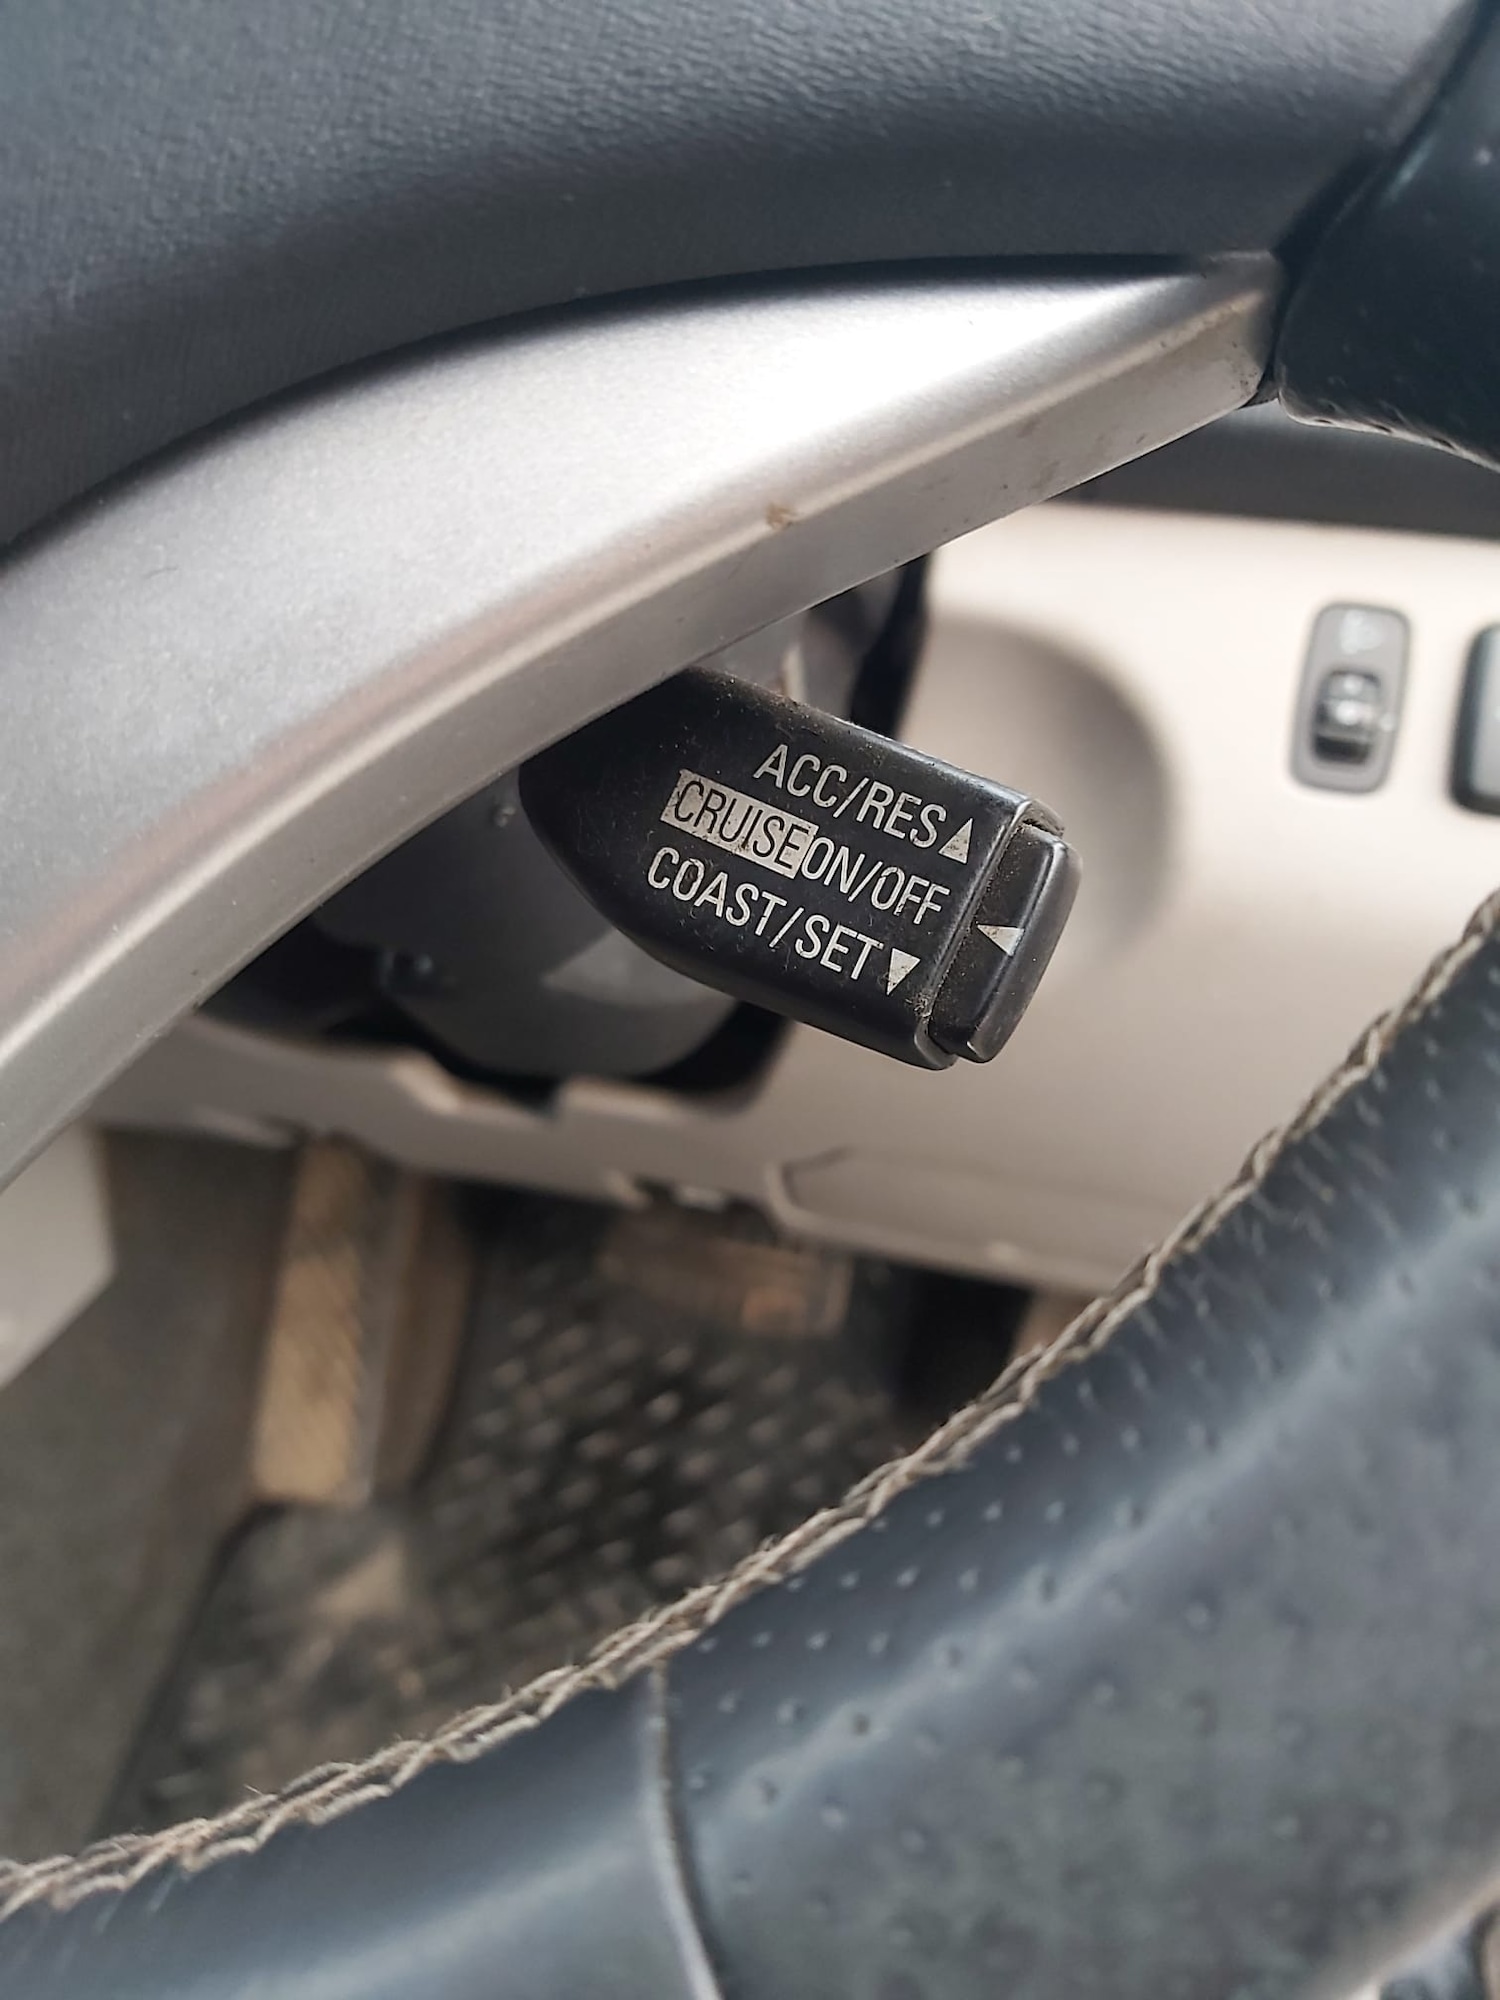 ACC/RES▲
CRUISE ON/OFF
COAST/SET▼